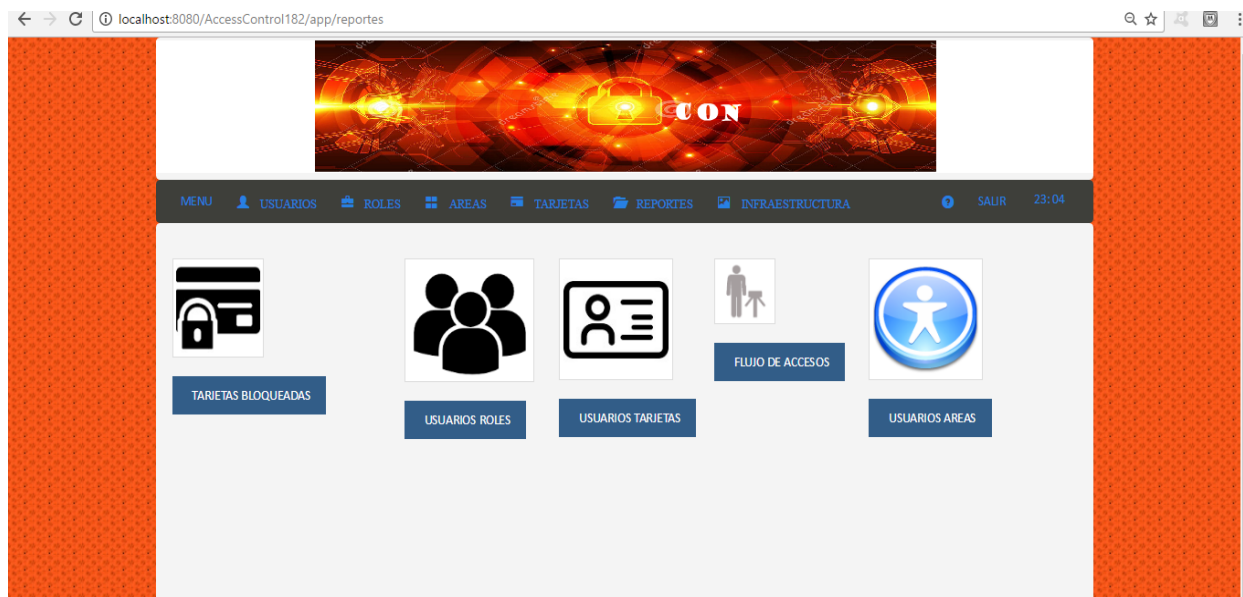 localhost:8080/AccessControl182/app/reportes
CON
MENU USUARIOS ROLES AREAS TARJETAS REPORTES INFRAESTRUCTURA SALIR 23:04
TARJETAS BLOQUEADAS
USUARIOS ROLES
USUARIOS TARJETAS
FLUJO DE ACCESOS
USUARIOS AREAS